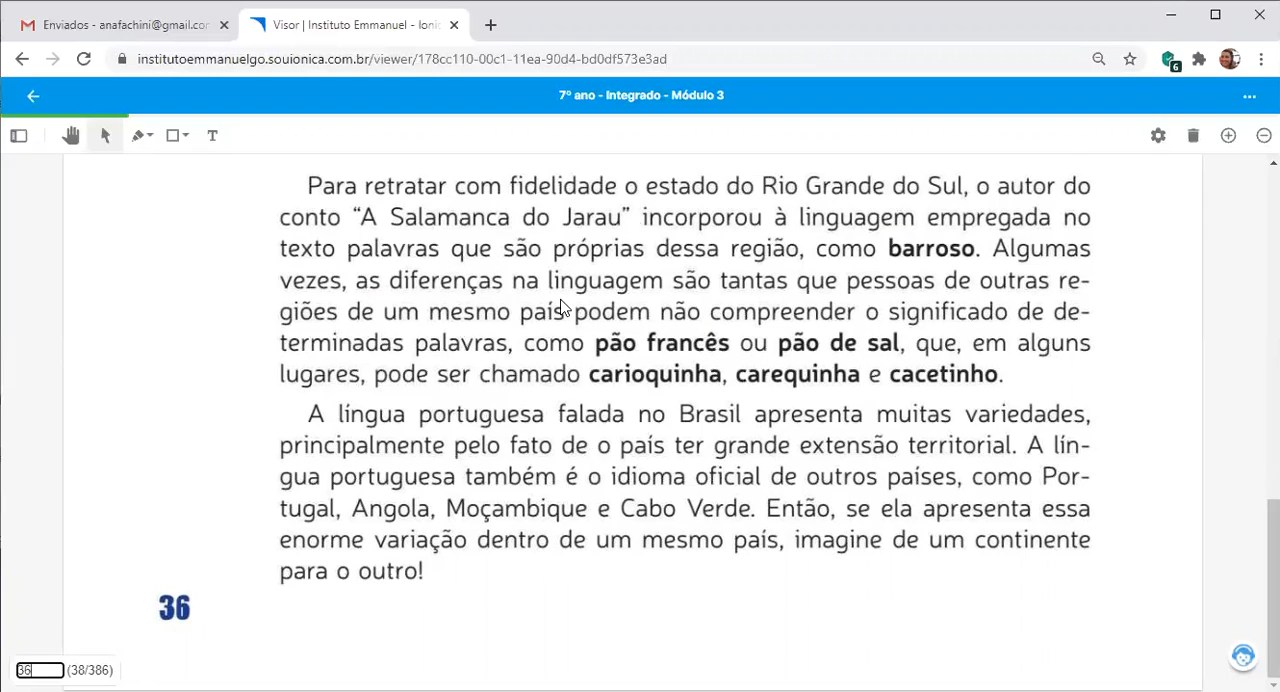 Enviados - anafachini@gmail.cor
Visor | Instituto Emmanuel - Ionic
institutoemmanuelgo.souionica.com.br/viewer/178cc110-00c1-11ea-90d4-bd0df573e3ad
6
7º ano - Integrado - Módulo 3
T
Para retratar com fidelidade o estado do Rio Grande do Sul, o autor do
conto “A Salamanca do Jarau” incorporou à linguagem empregada no
texto palavras que são próprias dessa região, como barroso. Algumas
vezes, as diferenças na linguagem são tantas que pessoas de outras re-
giões de um mesmo país podem não compreender o significado de de-
terminadas palavras, como pão francês ou pão de sal, que, em alguns
lugares, pode ser chamado carioquinha, carequinha e cacetinho.
A língua portuguesa falada no Brasil apresenta muitas variedades,
principalmente pelo fato de o país ter grande extensão territorial. A lín-
gua portuguesa também é o idioma oficial de outros países, como Por-
tugal, Angola, Moçambique e Cabo Verde. Então, se ela apresenta essa
enorme variação dentro de um mesmo país, imagine de um continente
para o outro!
36
36 (38/386)